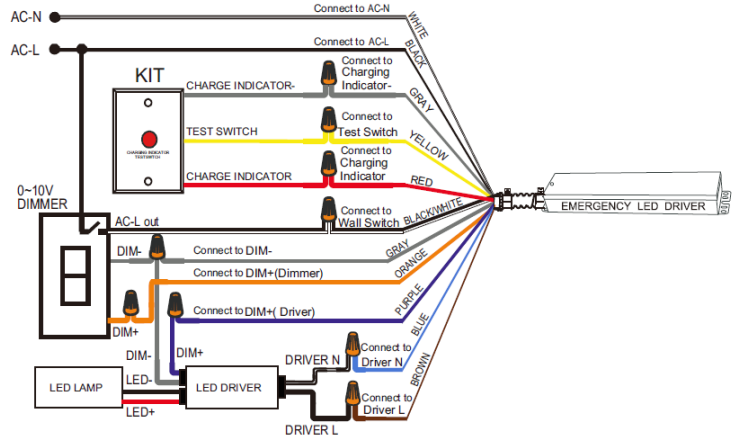 AC-N
Connect to AC-N
WHITE
AC-L
Connect to AC-L
BLACK
KIT
CHARGE INDICATOR-
Connect to
Charging
Indicator-
GRAY
TEST SWITCH
Connect to
Test Switch
YELLOW
CHARGING INDICATOR
TESTSWITCH
CHARGE INDICATOR
Connect to
Charging
Indicator
RED
0~10V
DIMMER
AC-L out
Connect to
Wall Switch
BLACK/WHITE
EMERGENCY LED DRIVER
DIM-
Connect to DIM-
GRAY
Connect to DIM+(Dimmer)
ORANGE
DIM+
Connect to DIM+( Driver)
PURPLE
DIM-
DIM+
BLUE
DRIVER N
Connect to
Driver N
BROWN
LED LAMP
LED-
LED+
LED DRIVER
Connect to
Driver L
DRIVER L